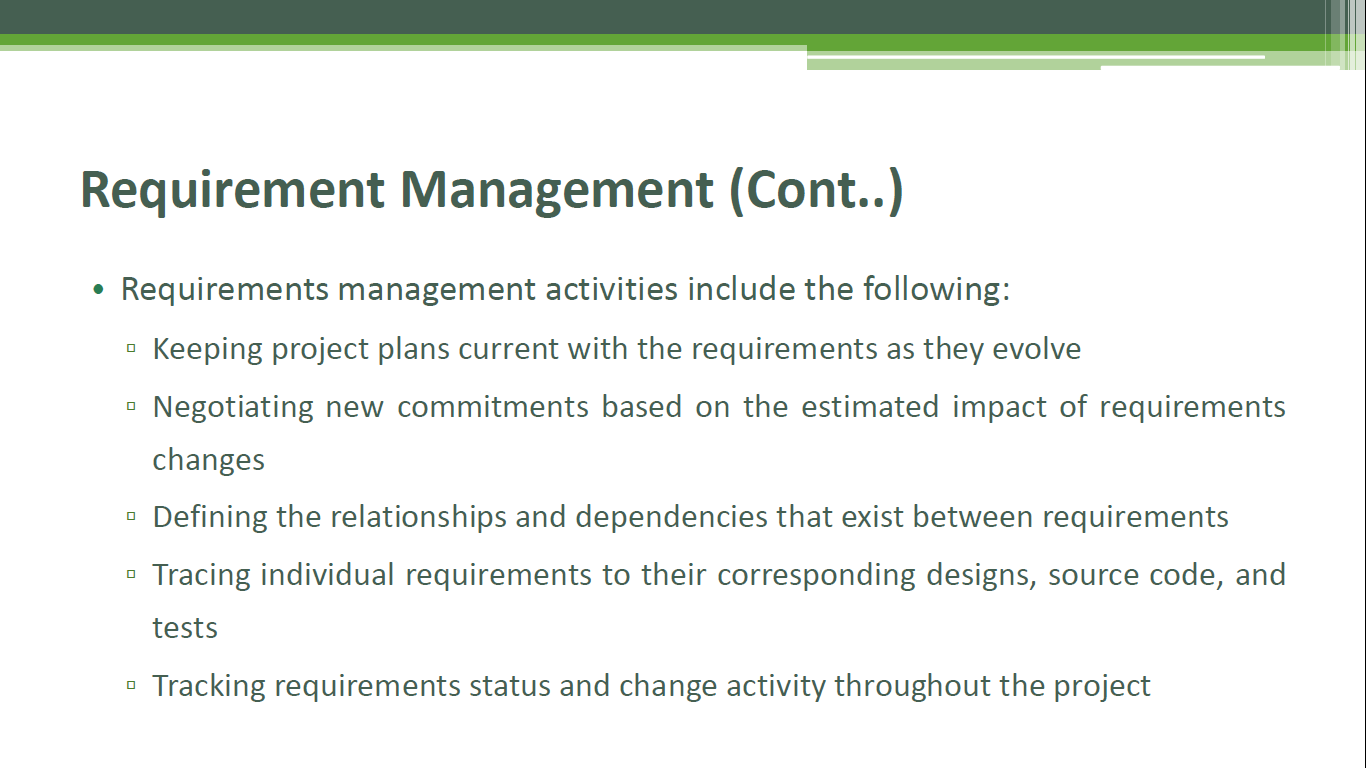 Requirement Management (Cont..)
• Requirements management activities include the following:
▫ Keeping project plans current with the requirements as they evolve
▫ Negotiating new commitments based on the estimated impact of requirements
changes
▫ Defining the relationships and dependencies that exist between requirements
▫ Tracing individual requirements to their corresponding designs, source code, and
tests
▫ Tracking requirements status and change activity throughout the project